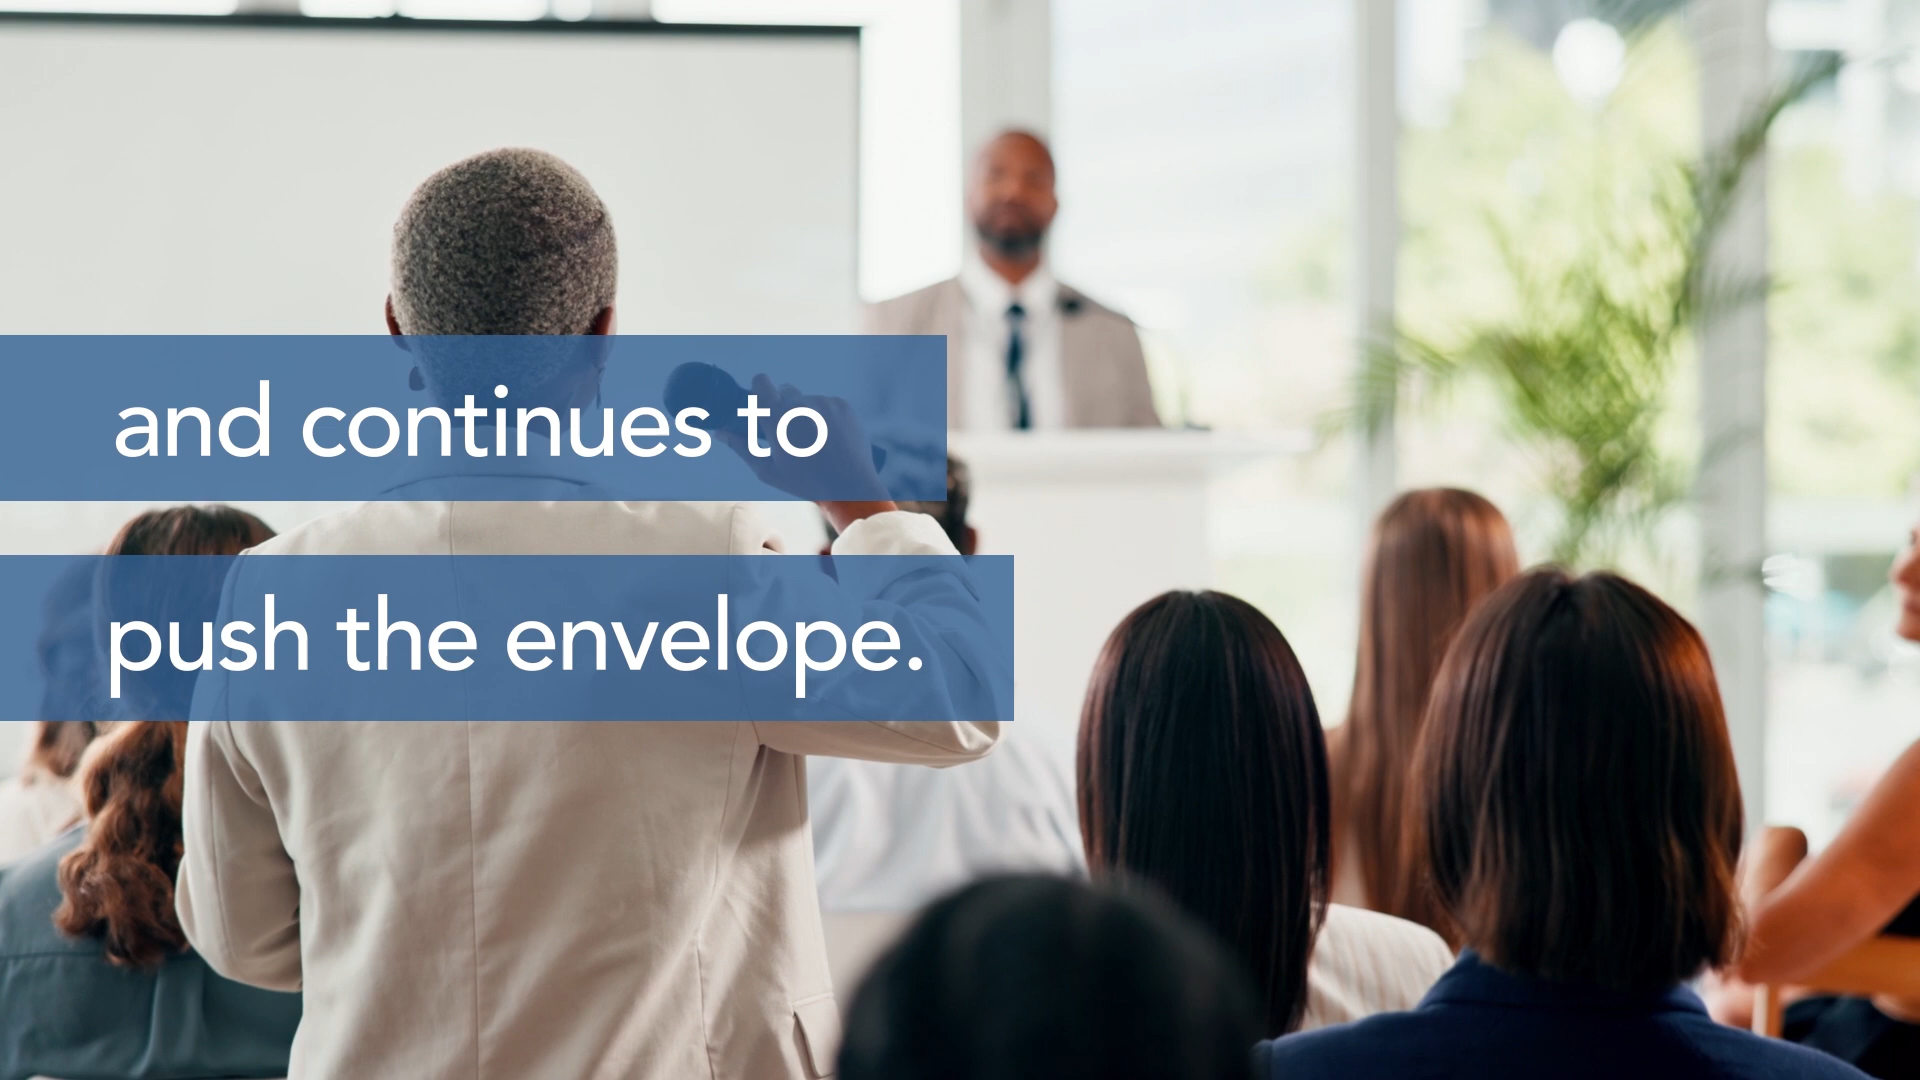 and continues to
push the envelope.